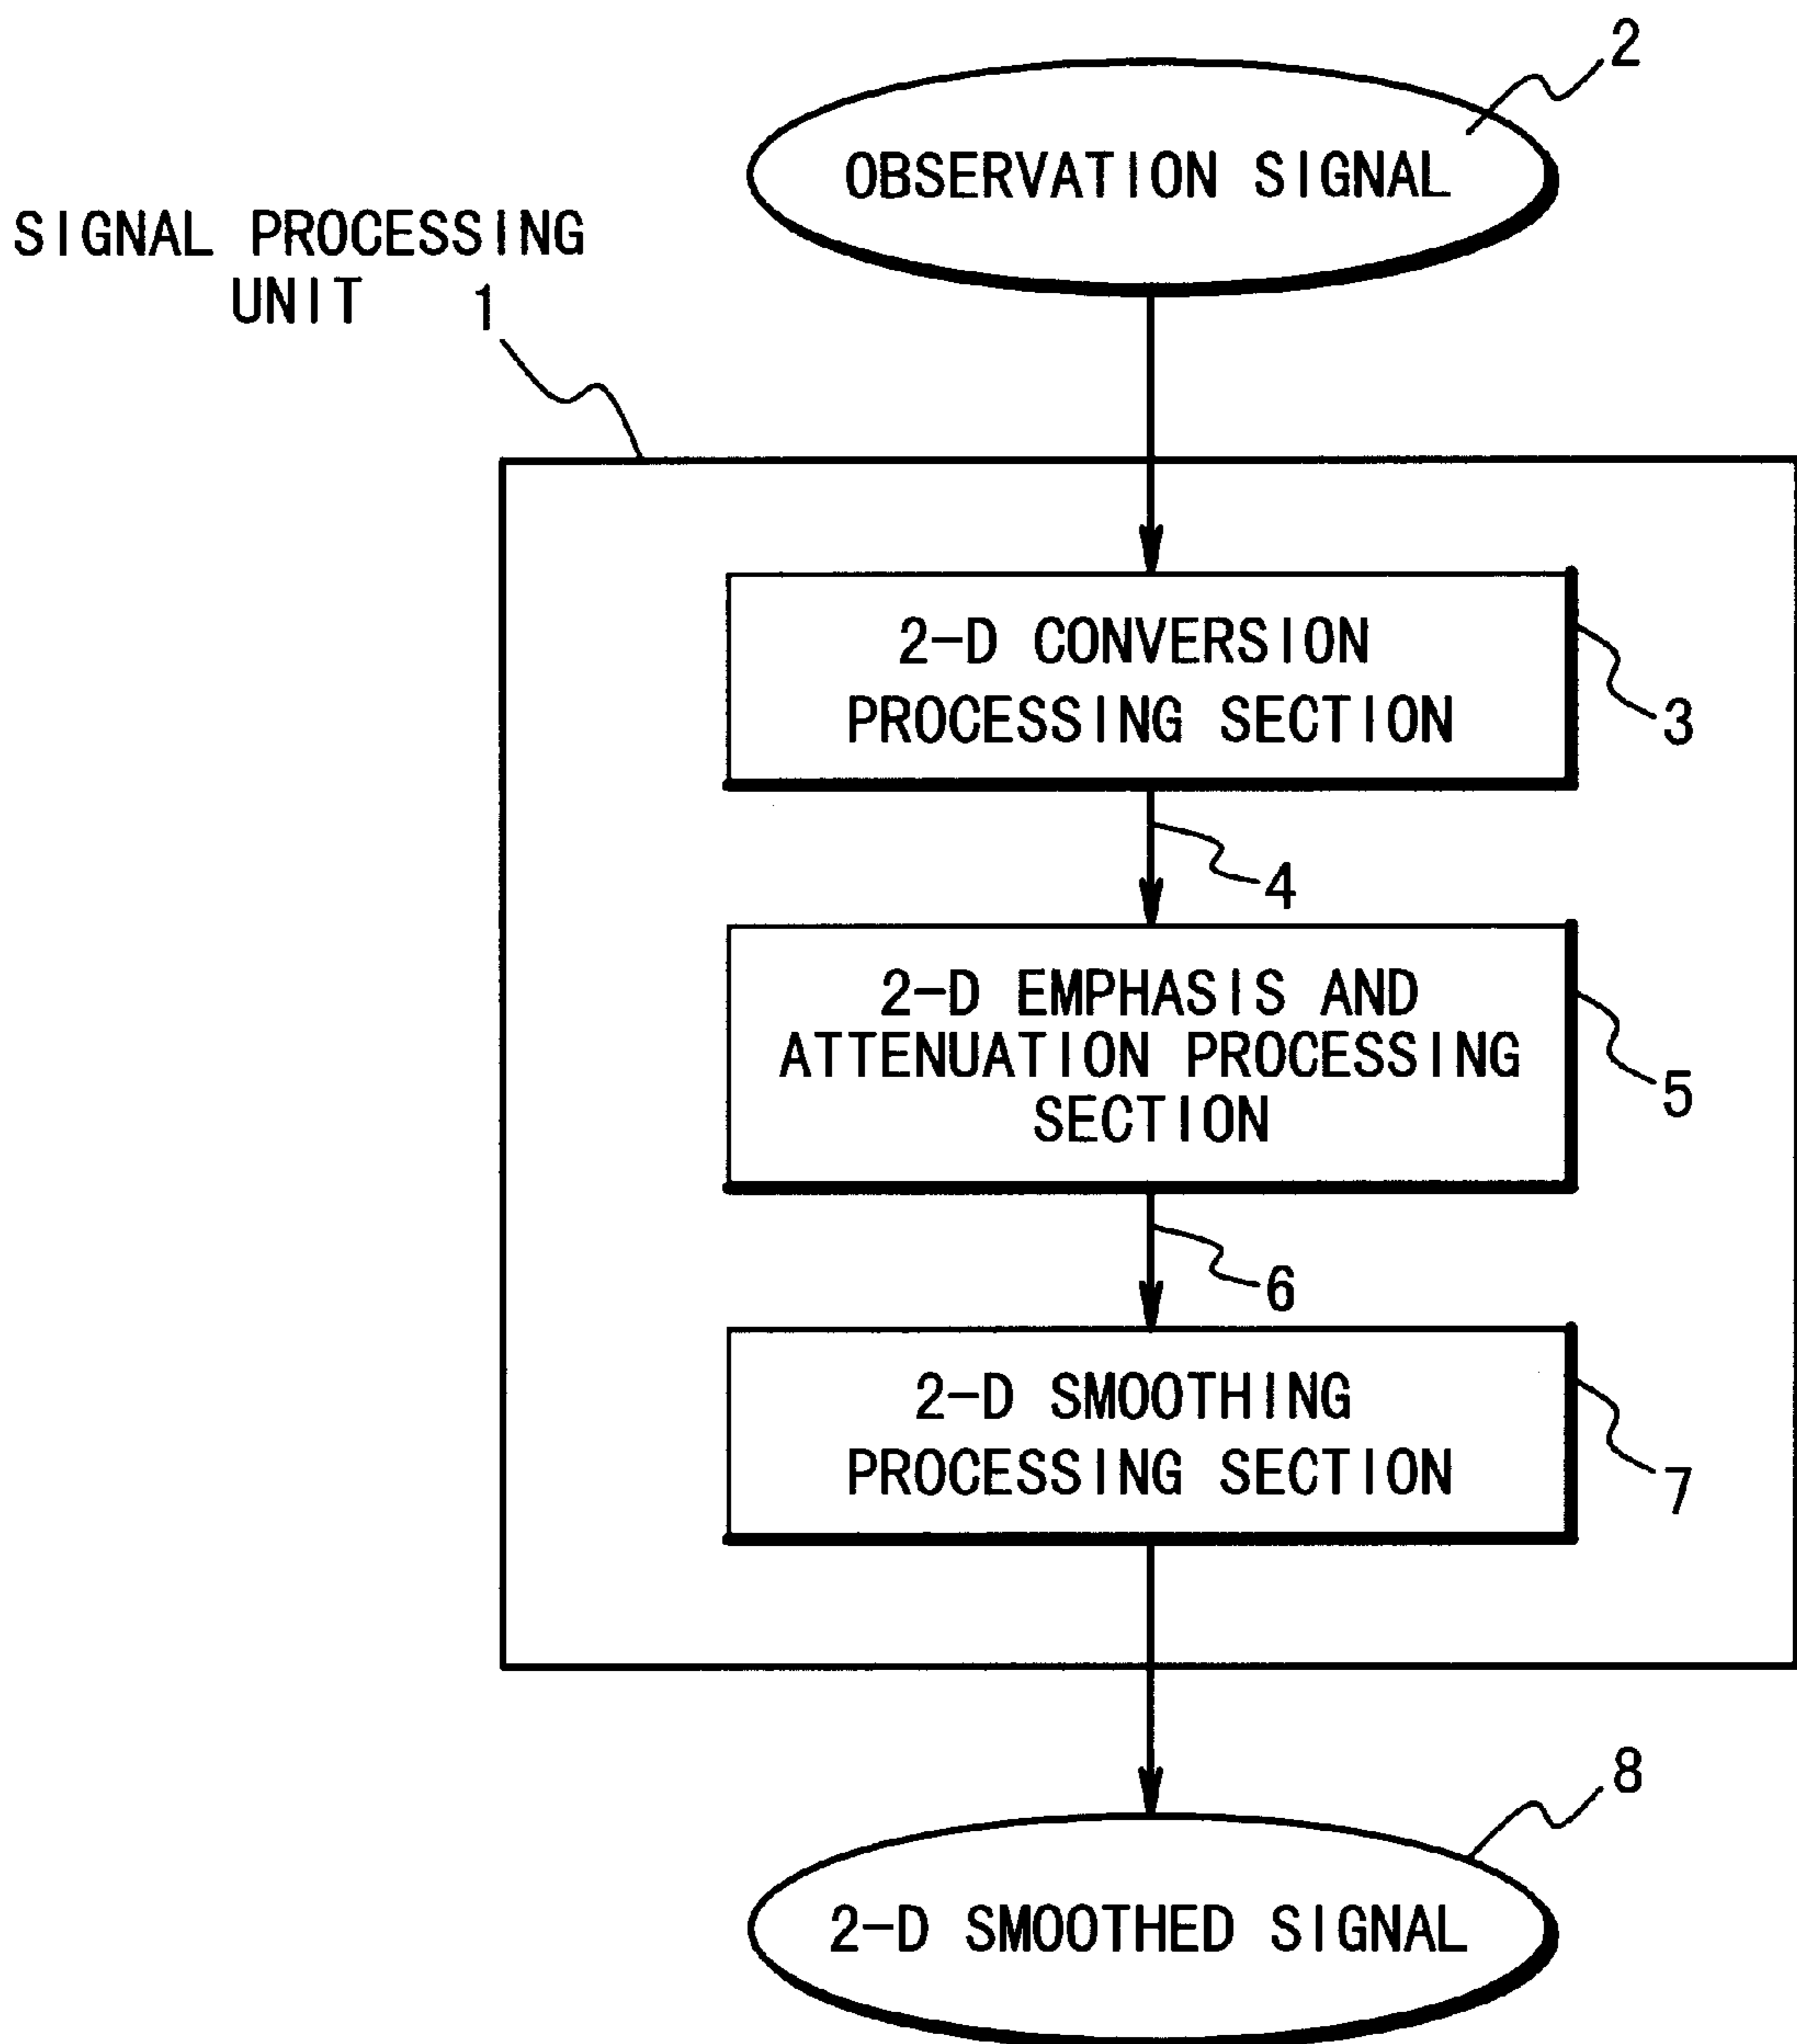 2
OBSERVATION SIGNAL
SIGNAL PROCESSING
UNIT 1
2-D CONVERSION
PROCESSING SECTION
3
4
2-D EMPHASIS AND
ATTENUATION PROCESSING
SECTION
5
6
2-D SMOOTHING
PROCESSING SECTION
7
8
2-D SMOOTHED SIGNAL